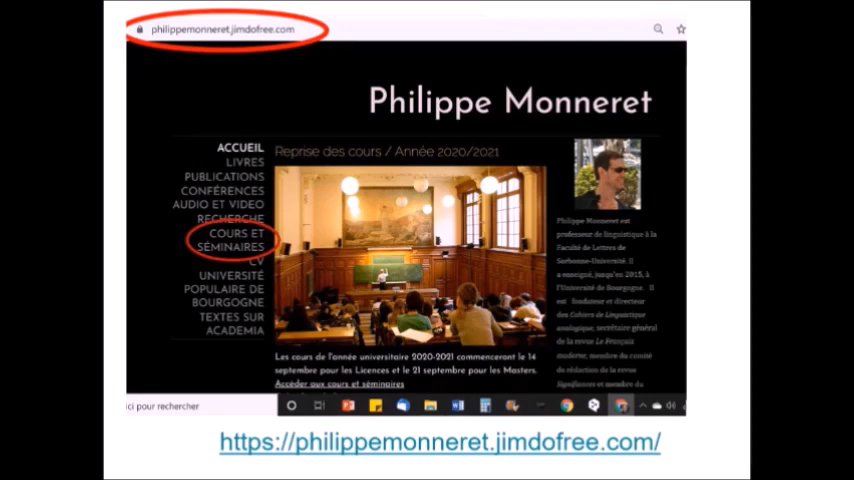 philippemonneret.jimdofree.com
Philippe Monneret
ACCUEIL
LIVRES
PUBLICATIONS
CONFÉRENCES
AUDIO ET VIDEO
RECHERCHE
COURS ET
SÉMINAIRES
CV
UNIVERSITÉ
POPULAIRE DE
BOURGOGNE
TEXTES SUR
ACADEMIA
Reprise des cours / Année 2020/2021
Les cours de l'année universitaire 2020-2021 commenceront le 14
septembre pour les Licences et le 21 septembre pour les Masters.
Accéder aux cours et séminaires
Philippe Monneret est
professeur de linguistique à la
Faculté de Lettres de
Sorbonne-Université. Il
a enseigné, jusqu'en 2015, à
l'Université de Bourgogne. Il
est fondateur et directeur
des Cahiers de Linguistique
analogique, secrétaire général
de la revue Le Français
moderne, membre du comité
de rédaction de la revue
Significances et membre du
ici pour rechercher
https://philippemonneret.jimdofree.com/